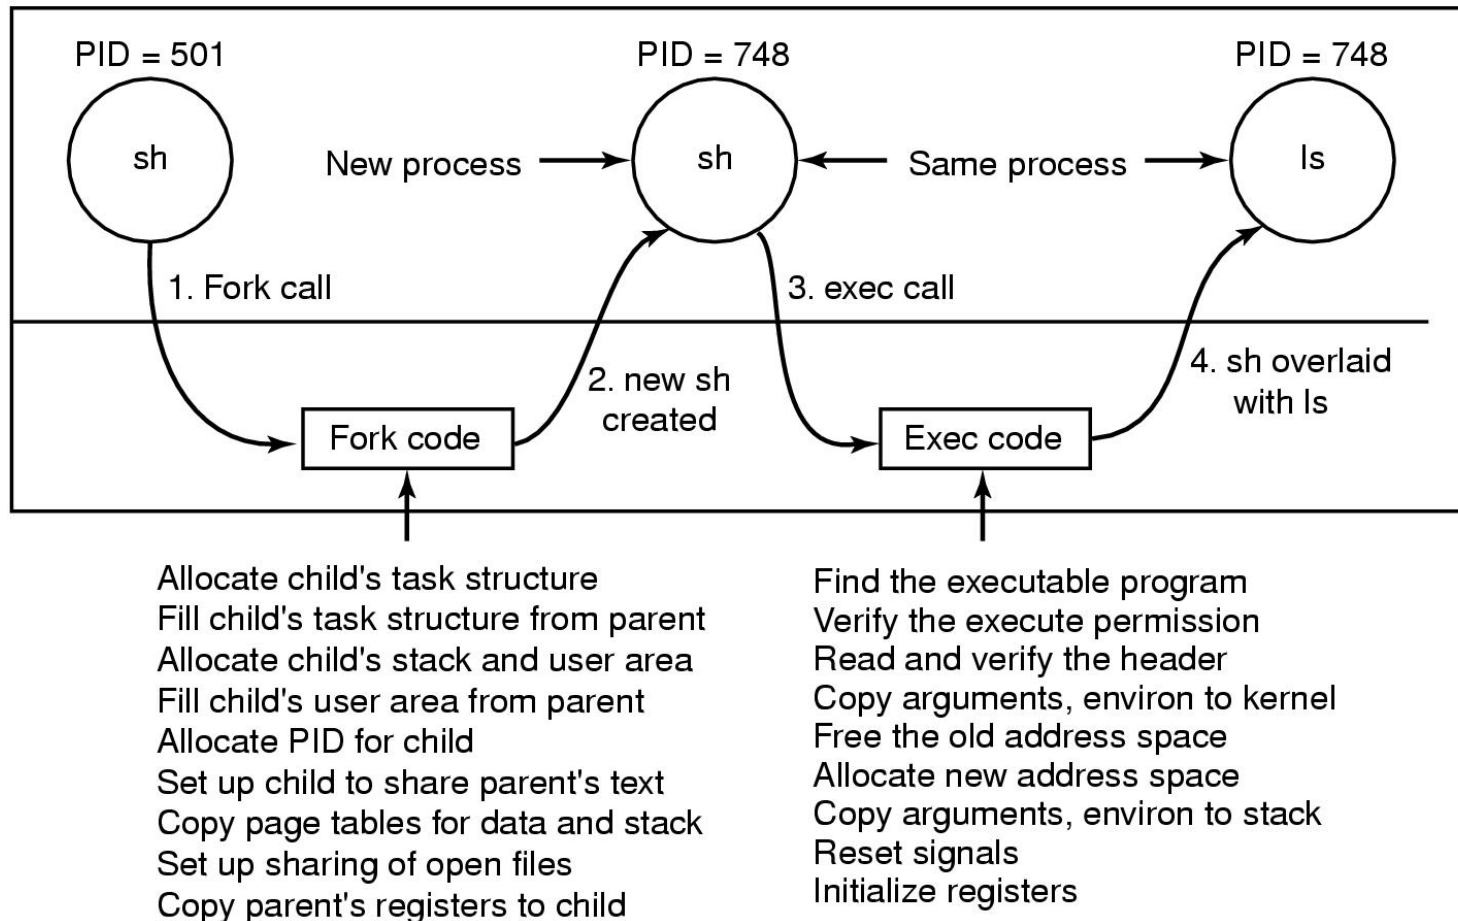 PID = 501
PID = 748
PID = 748
sh
New process
sh
Same process
ls
1. Fork call
3. exec call
2. new sh
created
4. sh overlaid
with ls
Fork code
Exec code
Allocate child's task structure
Fill child's task structure from parent
Allocate child's stack and user area
Fill child's user area from parent
Allocate PID for child
Set up child to share parent's text
Copy page tables for data and stack
Set up sharing of open files
Copy parent's registers to child
Find the executable program
Verify the execute permission
Read and verify the header
Copy arguments, environ to kernel
Free the old address space
Allocate new address space
Copy arguments, environ to stack
Reset signals
Initialize registers